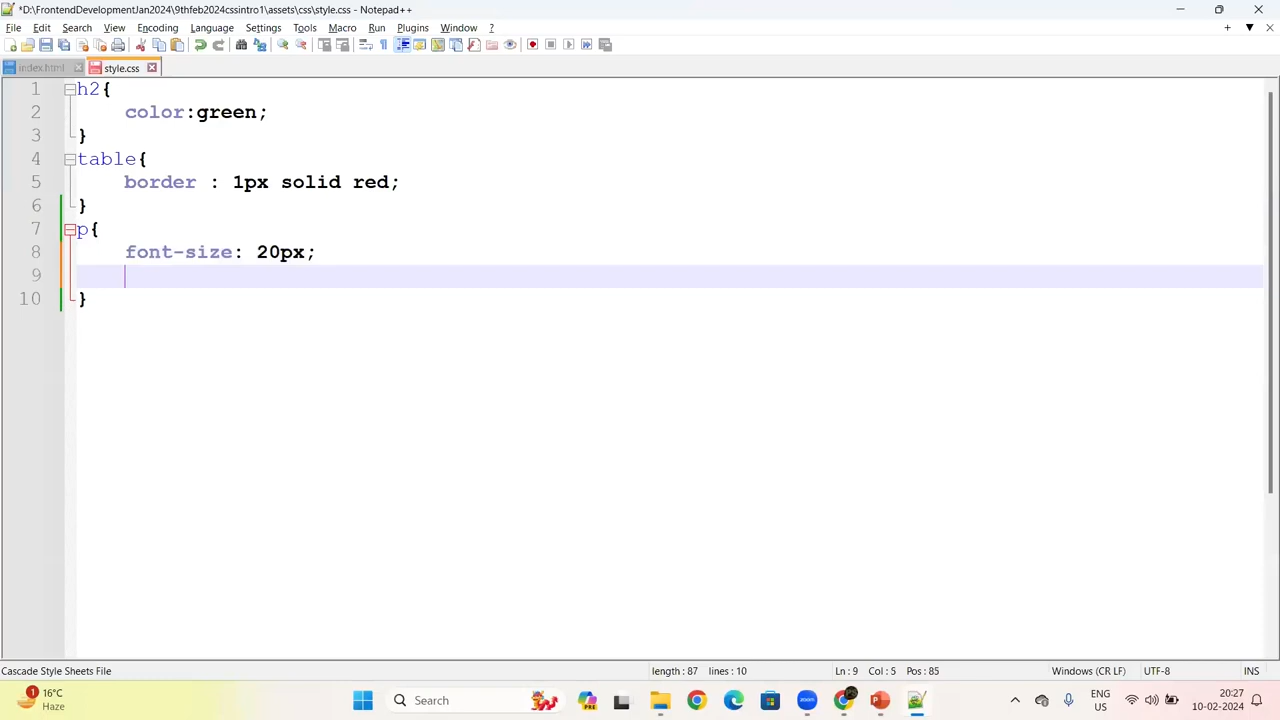 *D:\FrontendDevelopmentJan2024\9thfeb2024cssintro1\assets\css\style.css - Notepad++
File Edit Search View Encoding Language Settings Tools Macro Run Plugins Window ?
index.html style.css
1 h2{
2 color:green;
3 }
4 table{
5 border : 1px solid red;
6 }
7 p{
8 font-size: 20px;
9
10 }
Cascade Style Sheets File length : 87 lines : 10 Ln : 9 Col : 5 Pos : 85 Windows (CR LF) UTF-8 INS
1 16°C
Haze
Search
PRE
zoom
ENG
US
20:27
10-02-2024